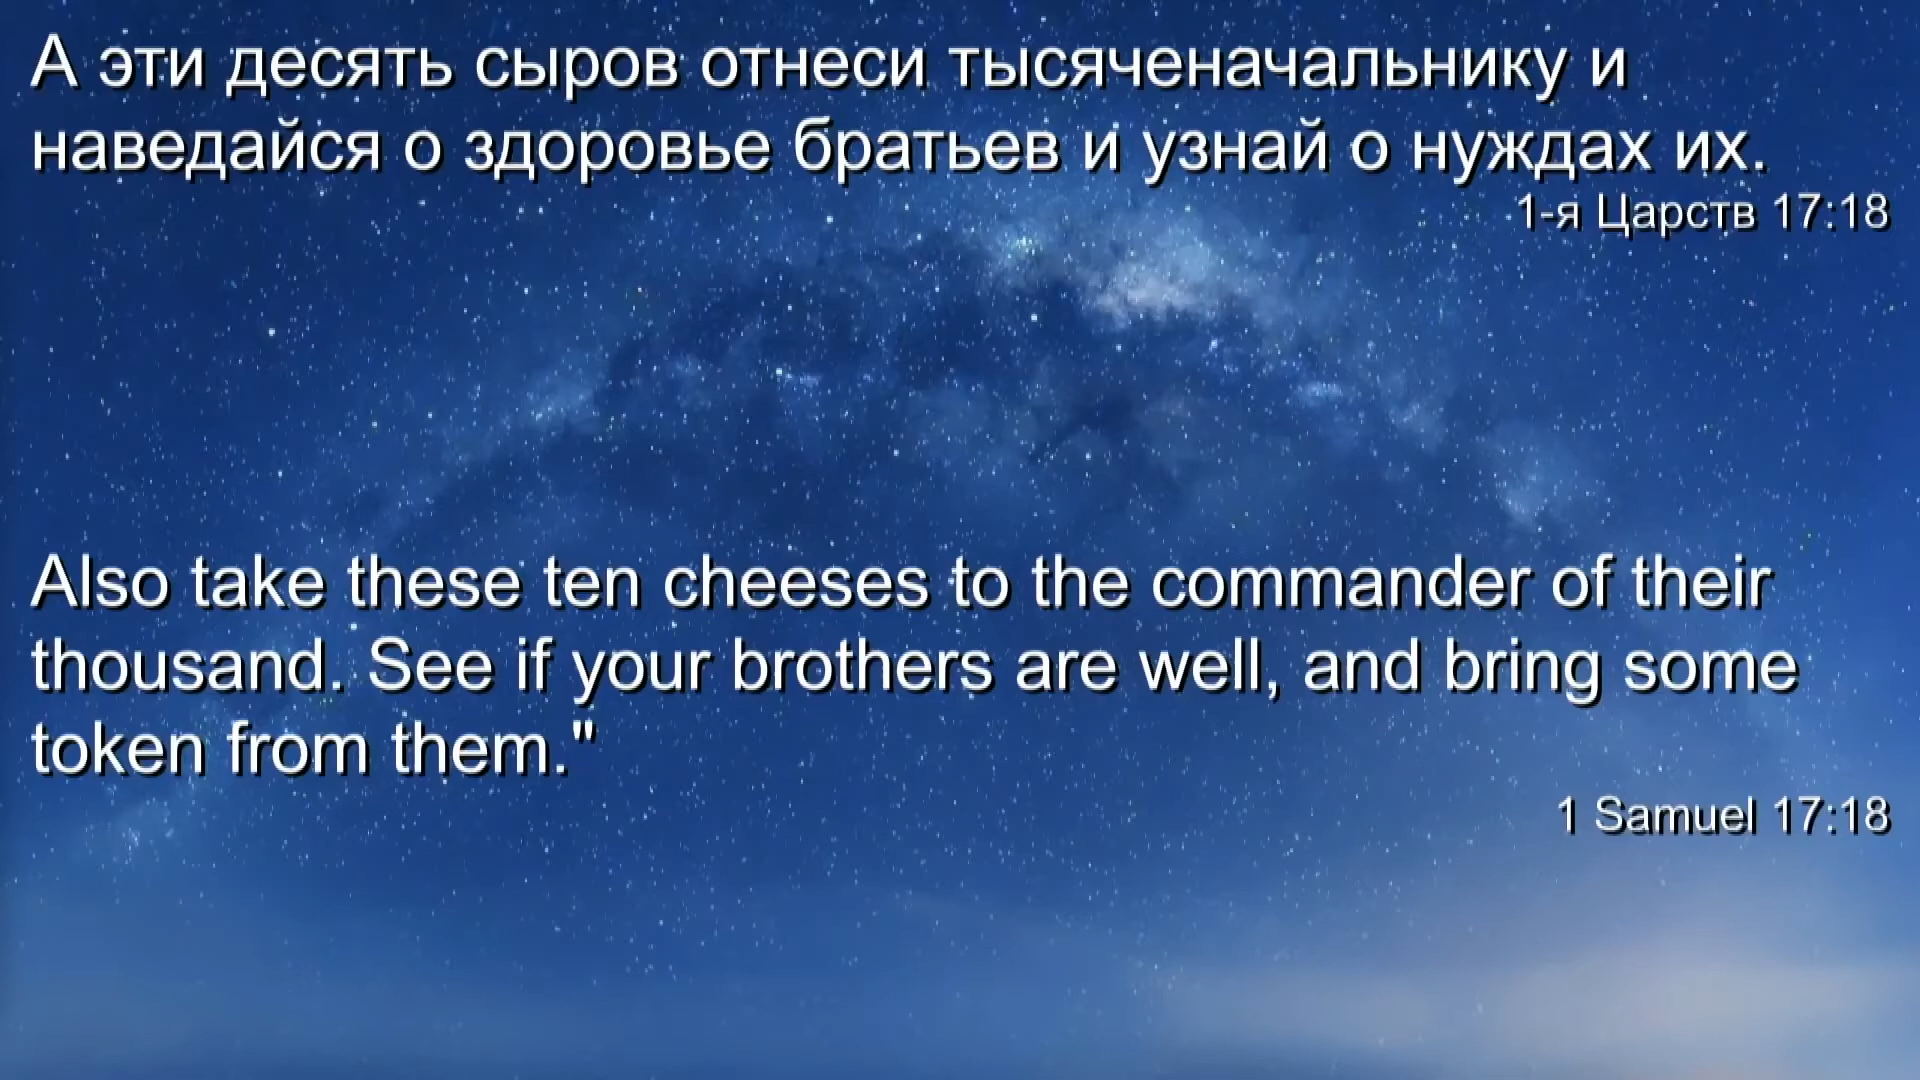 А эти десять сыров отнеси тысяченачальнику и
наведайся о здоровье братьев и узнай о нуждах их.
1-я Царств 17:18
Also take these ten cheeses to the commander of their
thousand. See if your brothers are well, and bring some
token from them."
1 Samuel 17:18